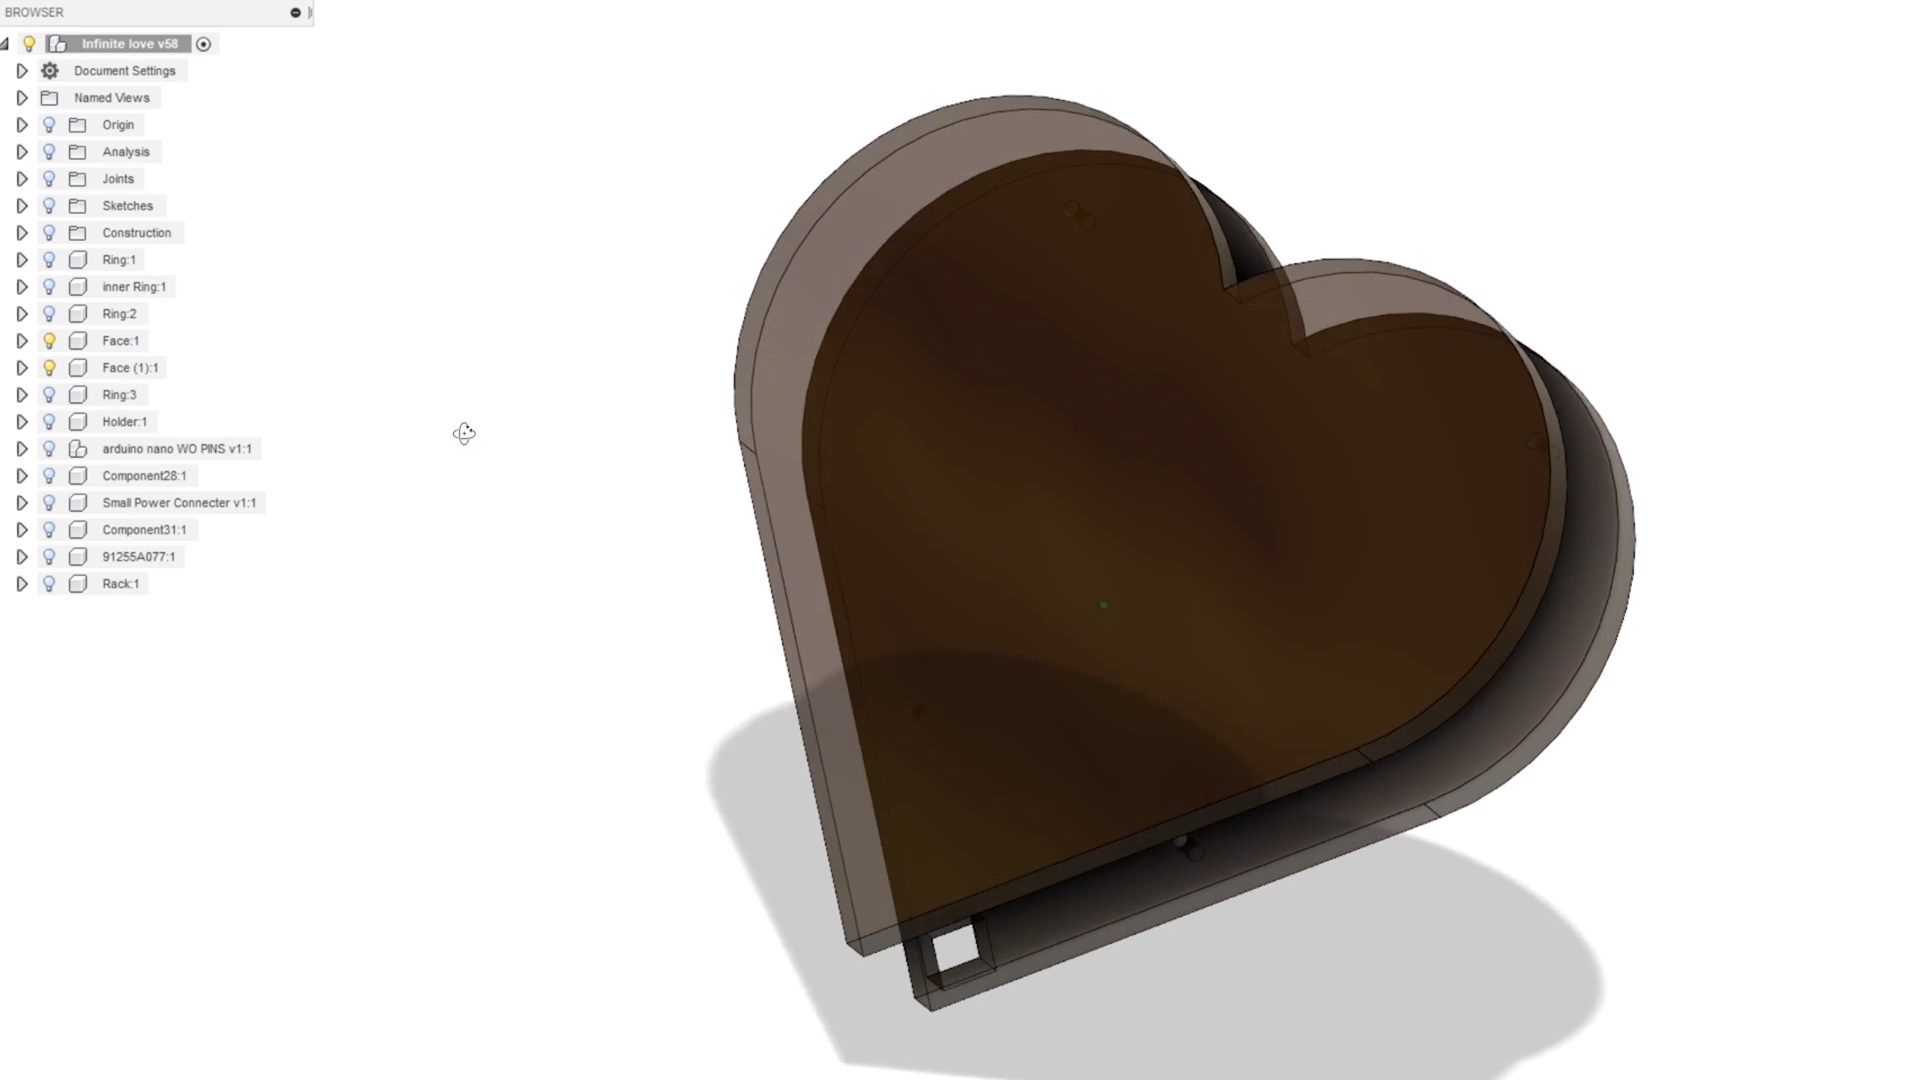 BROWSER
Infinite love v58
Document Settings
Named Views
Origin
Analysis
Joints
Sketches
Construction
Ring:1
inner Ring:1
Ring:2
Face:1
Face (1):1
Ring:3
Holder:1
arduino nano WO PINS v1:1
Component28:1
Small Power Connecter v1:1
Component31:1
91255A077:1
Rack:1